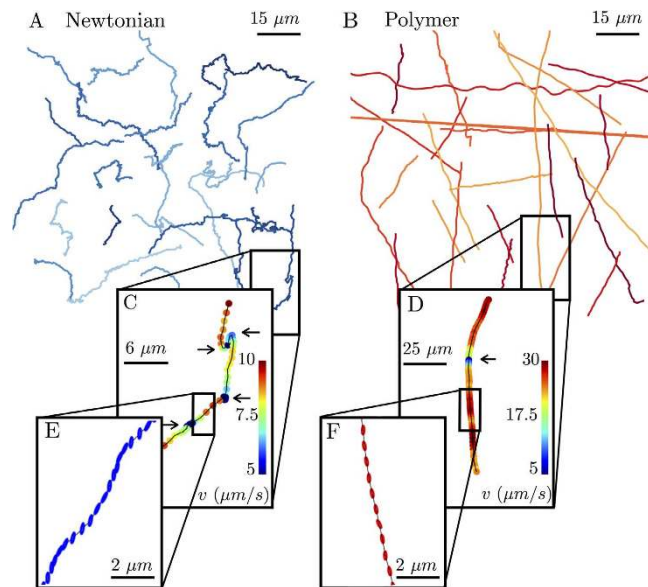 A Newtonian 15 μm
B Polymer 15 μm
C
6 μm
10
7.5
5
v (μm/s)
D
25 μm
30
17.5
5
v (μm/s)
E
2 μm
F
2 μm